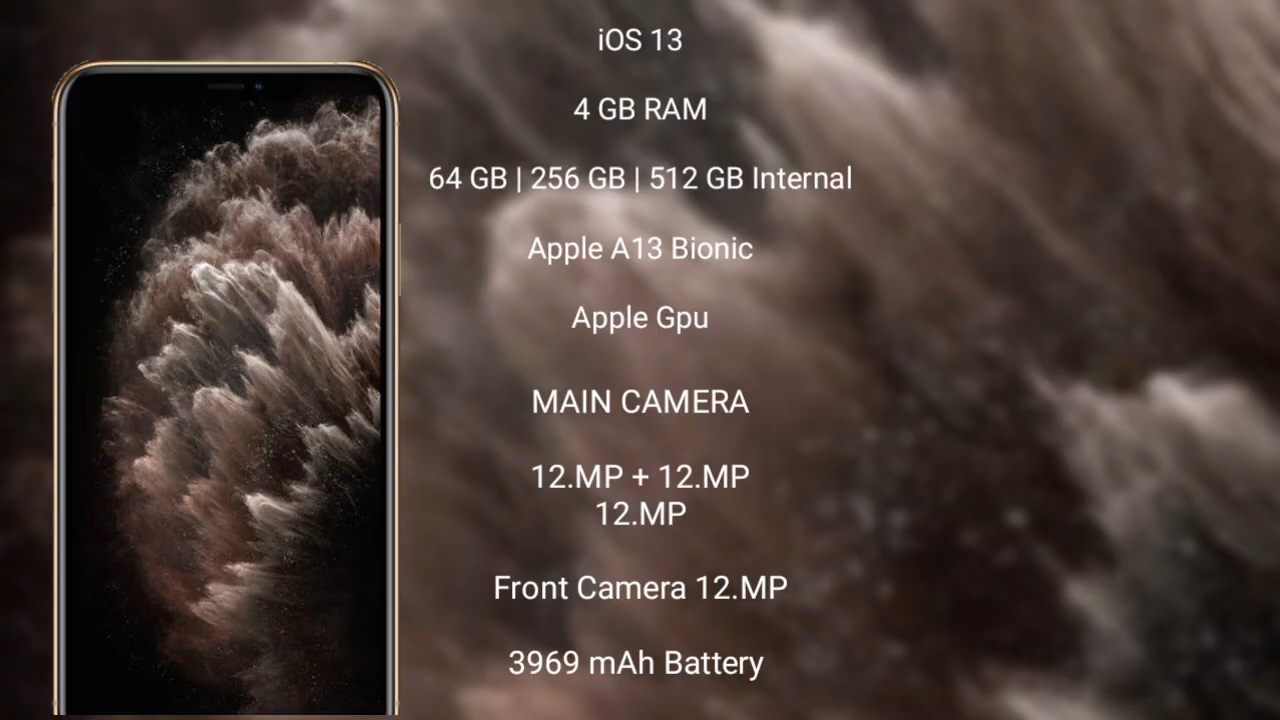 iOS 13
4 GB RAM
64 GB | 256 GB | 512 GB Internal
Apple A13 Bionic
Apple Gpu
MAIN CAMERA
12.MP + 12.MP
12.MP
Front Camera 12.MP
3969 mAh Battery